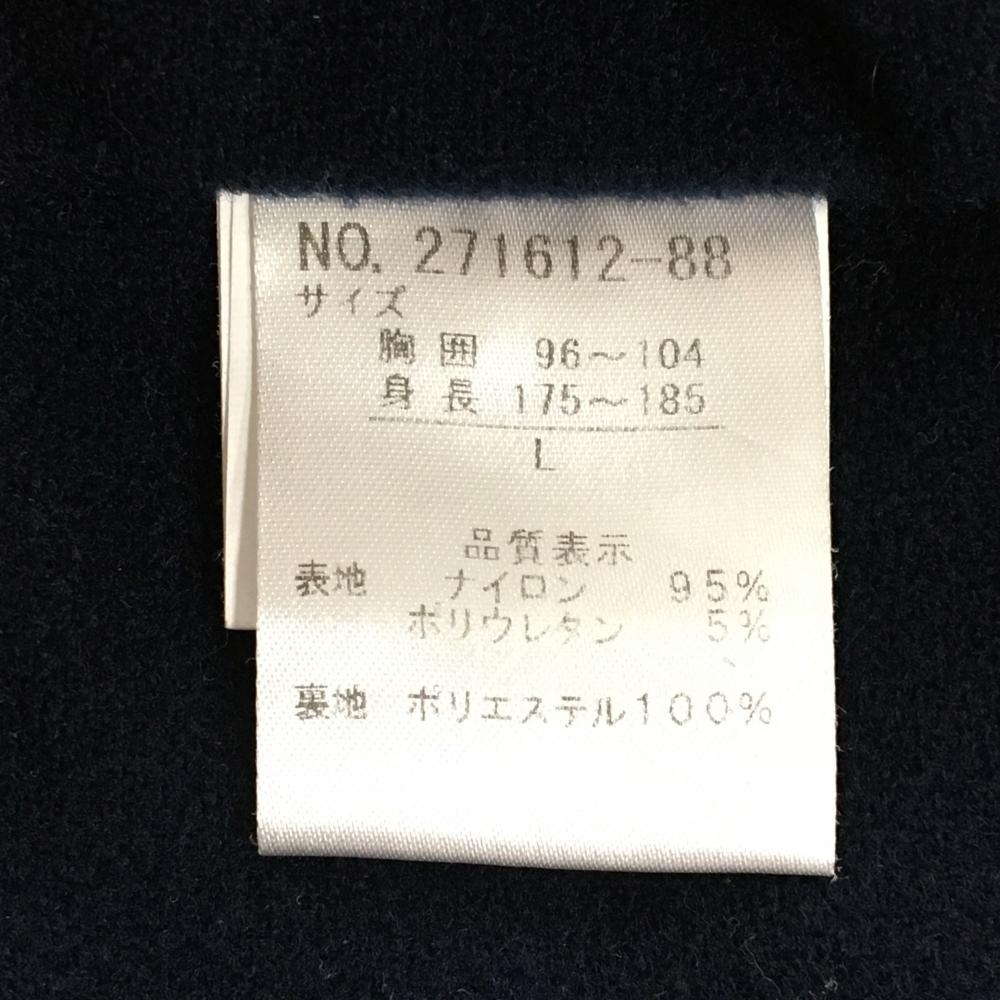 NO. 271612-88
サイズ
胸囲 96～104
身長 175～185
L
品質表示
表地 ナイロン 95%
ポリウレタン 5%
裏地 ポリエステル100%